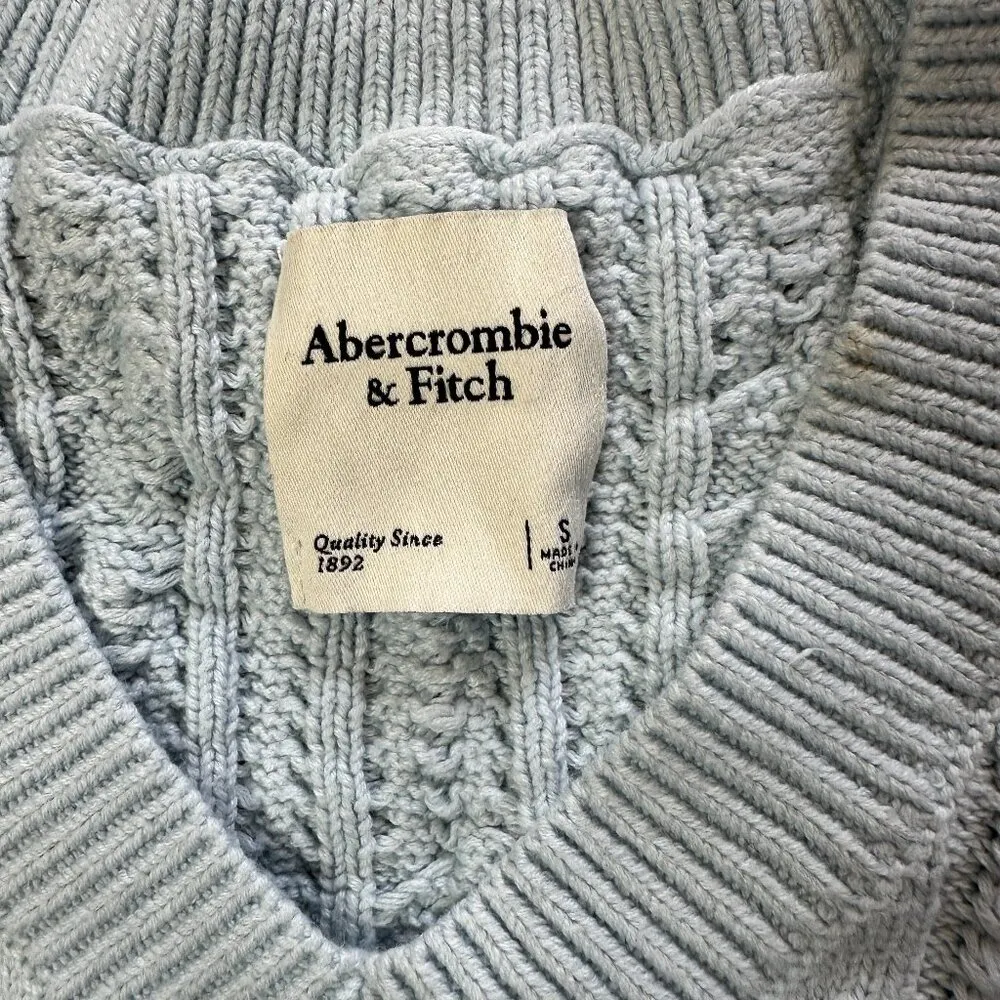 Abercrombie
& Fitch
Quality Since
1892
S
MADE